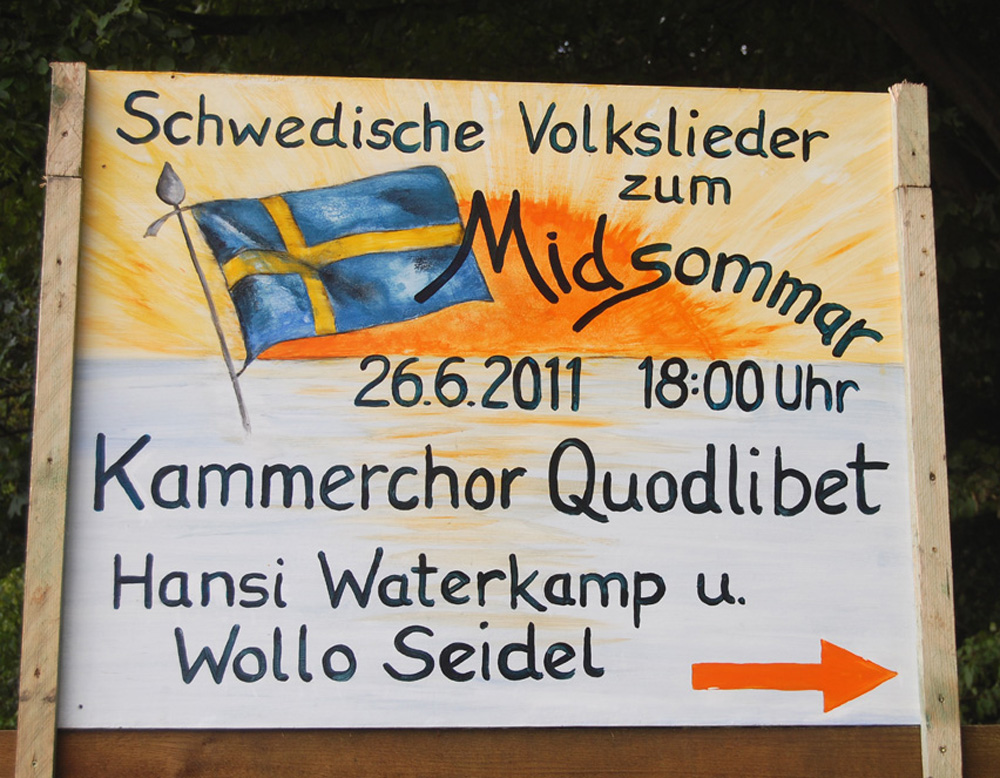 Schwedische Volkslieder
zum
Midsommar
26.6.2011 18:00 Uhr
Kammerchor Quodlibet
Hansi Waterkamp u.
Wollo Seidel